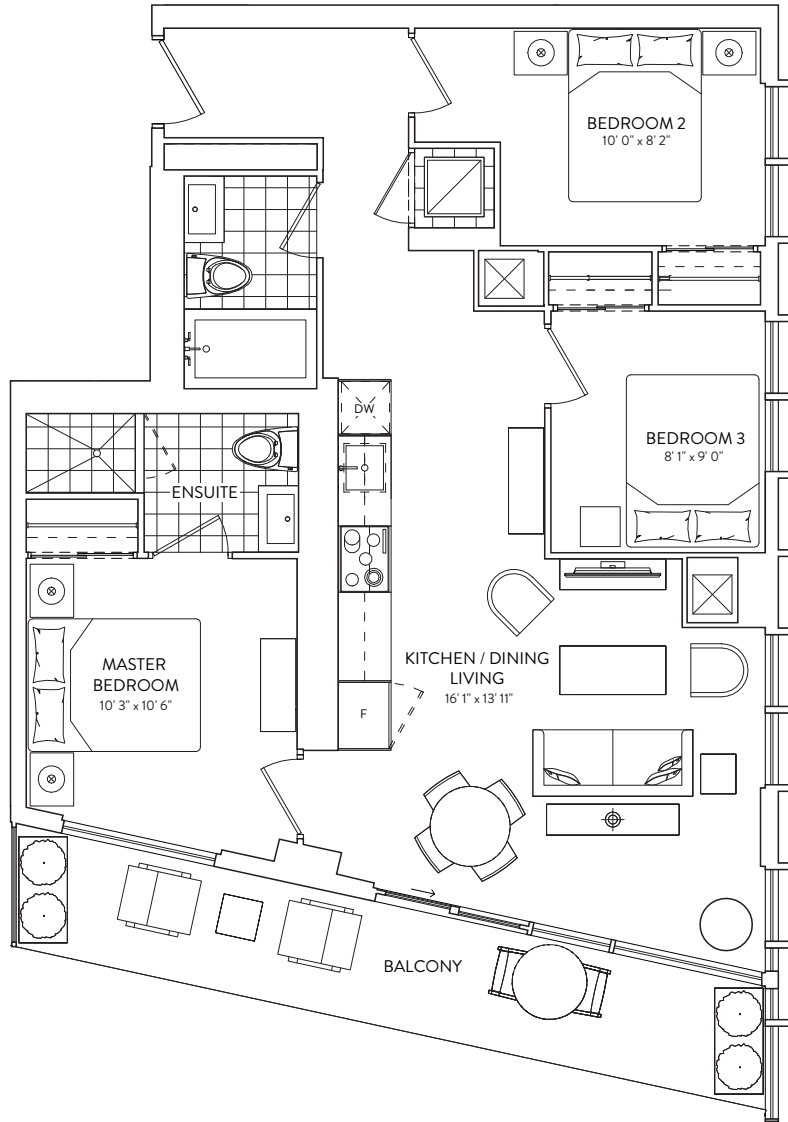 BEDROOM 2
10' 0" x 8' 2"
DW
BEDROOM 3
8' 1" x 9' 0"
ENSUITE
MASTER
BEDROOM
10' 3" x 10' 6"
KITCHEN / DINING
LIVING
16' 1" x 13' 11"
F
BALCONY